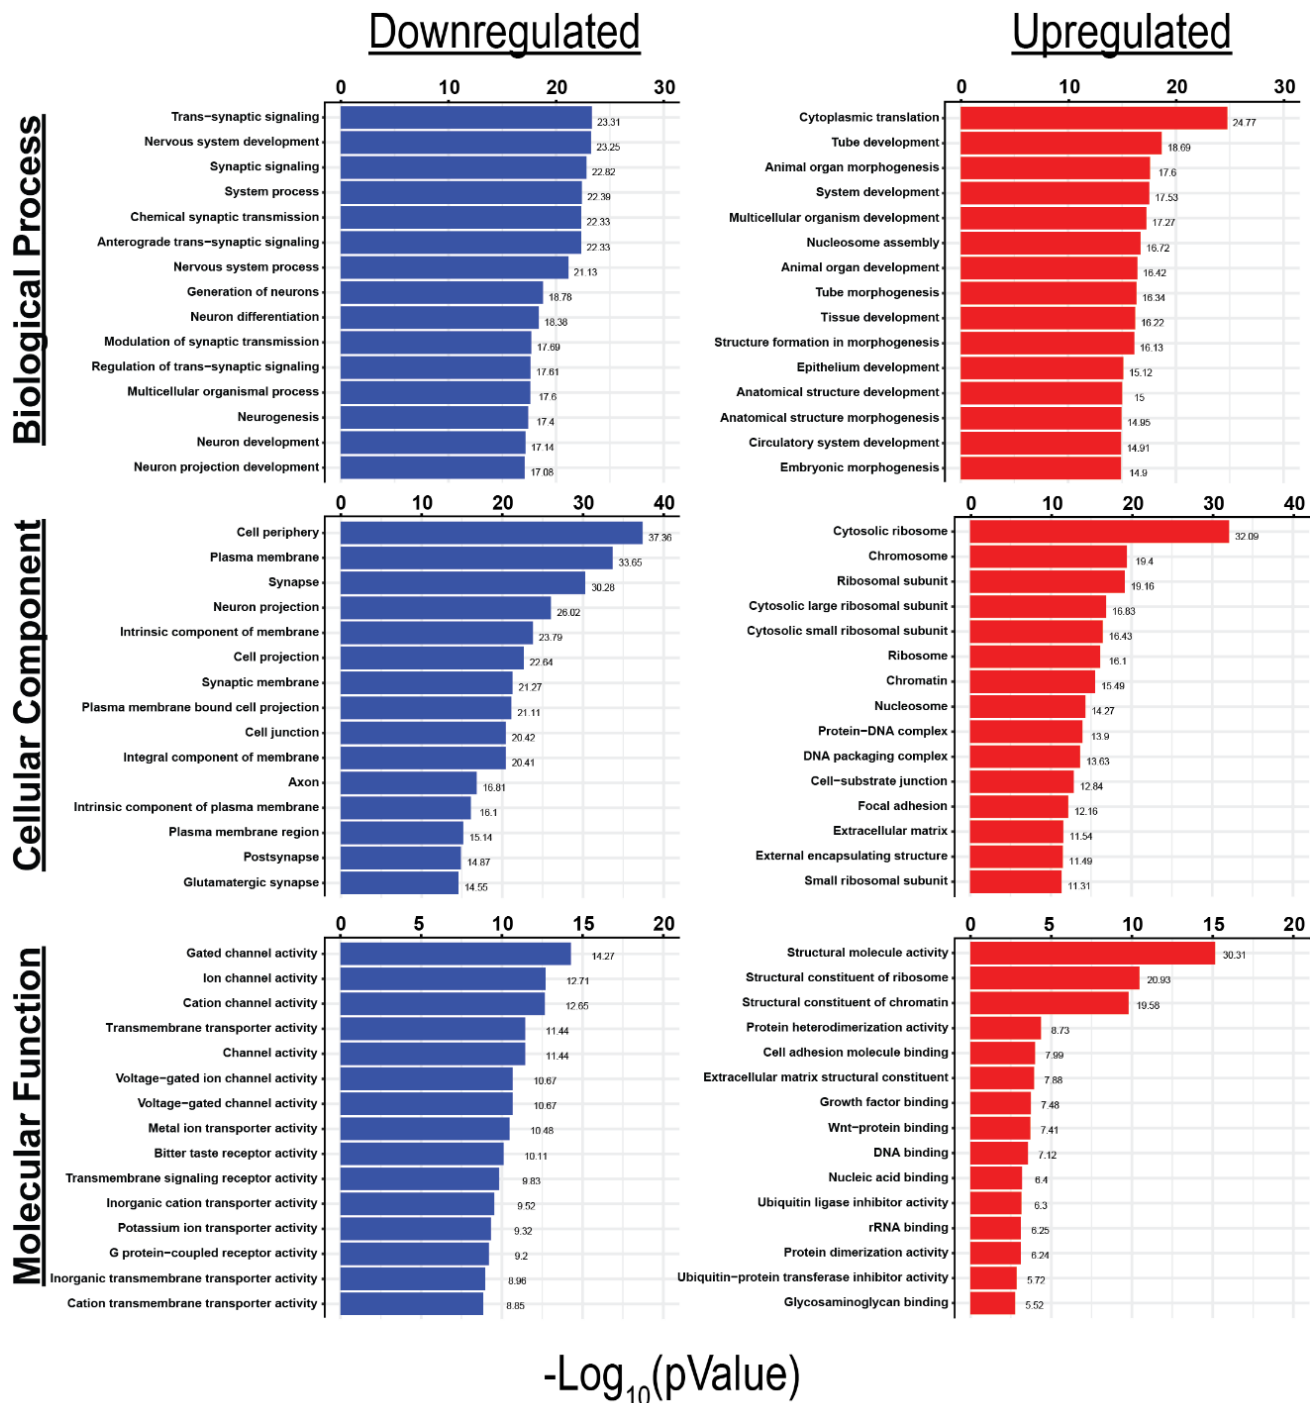 Downregulated
Upregulated
Biological Process
0 10 20 30
Trans-synaptic signaling 23.31
Nervous system development 23.25
Synaptic signaling 22.82
System process 22.39
Chemical synaptic transmission 22.33
Anterograde trans-synaptic signaling 22.33
Nervous system process 21.13
Generation of neurons 18.78
Neuron differentiation 18.38
Modulation of synaptic transmission 17.69
Regulation of trans-synaptic signaling 17.61
Multicellular organismal process 17.6
Neurogenesis 17.4
Neuron development 17.14
Neuron projection development 17.08
0 10 20 30
Cytoplasmic translation 24.77
Tube development 18.69
Animal organ morphogenesis 17.6
System development 17.53
Multicellular organism development 17.27
Nucleosome assembly 16.72
Animal organ development 16.42
Tube morphogenesis 16.34
Tissue development 16.22
Structure formation in morphogenesis 16.13
Epithelium development 15.12
Anatomical structure development 15
Anatomical structure morphogenesis 14.95
Circulatory system development 14.91
Embryonic morphogenesis 14.9
Cellular Component
0 10 20 30 40
Cell periphery 37.36
Plasma membrane 33.65
Synapse 30.28
Neuron projection 26.02
Intrinsic component of membrane 23.79
Cell projection 22.64
Synaptic membrane 21.27
Plasma membrane bound cell projection 21.11
Cell junction 20.42
Integral component of membrane 20.41
Axon 16.81
Intrinsic component of plasma membrane 16.1
Plasma membrane region 15.14
Postsynapse 14.87
Glutamatergic synapse 14.55
0 10 20 30 40
Cytosolic ribosome 32.09
Chromosome 19.4
Ribosomal subunit 19.16
Cytosolic large ribosomal subunit 16.83
Cytosolic small ribosomal subunit 16.43
Ribosome 16.1
Chromatin 15.49
Nucleosome 14.27
Protein-DNA complex 13.9
DNA packaging complex 13.63
Cell-substrate junction 12.84
Focal adhesion 12.16
Extracellular matrix 11.54
External encapsulating structure 11.49
Small ribosomal subunit 11.31
Molecular Function
0 5 10 15 20
Gated channel activity 14.27
Ion channel activity 12.71
Cation channel activity 12.65
Transmembrane transporter activity 11.44
Channel activity 11.44
Voltage-gated ion channel activity 10.67
Voltage-gated channel activity 10.67
Metal ion transporter activity 10.48
Bitter taste receptor activity 10.11
Transmembrane signaling receptor activity 9.83
Inorganic cation transporter activity 9.52
Potassium ion transporter activity 9.32
G protein-coupled receptor activity 9.2
Inorganic transmembrane transporter activity 8.96
Cation transmembrane transporter activity 8.85
0 5 10 15 20
Structural molecule activity 30.31
Structural constituent of ribosome 20.93
Structural constituent of chromatin 19.58
Protein heterodimerization activity 8.73
Cell adhesion molecule binding 7.99
Extracellular matrix structural constituent 7.88
Growth factor binding 7.48
Wnt-protein binding 7.41
DNA binding 7.12
Nucleic acid binding 6.4
Ubiquitin ligase inhibitor activity 6.3
rRNA binding 6.25
Protein dimerization activity 6.24
Ubiquitin-protein transferase inhibitor activity 5.72
Glycosaminoglycan binding 5.52
-Log10(pValue)